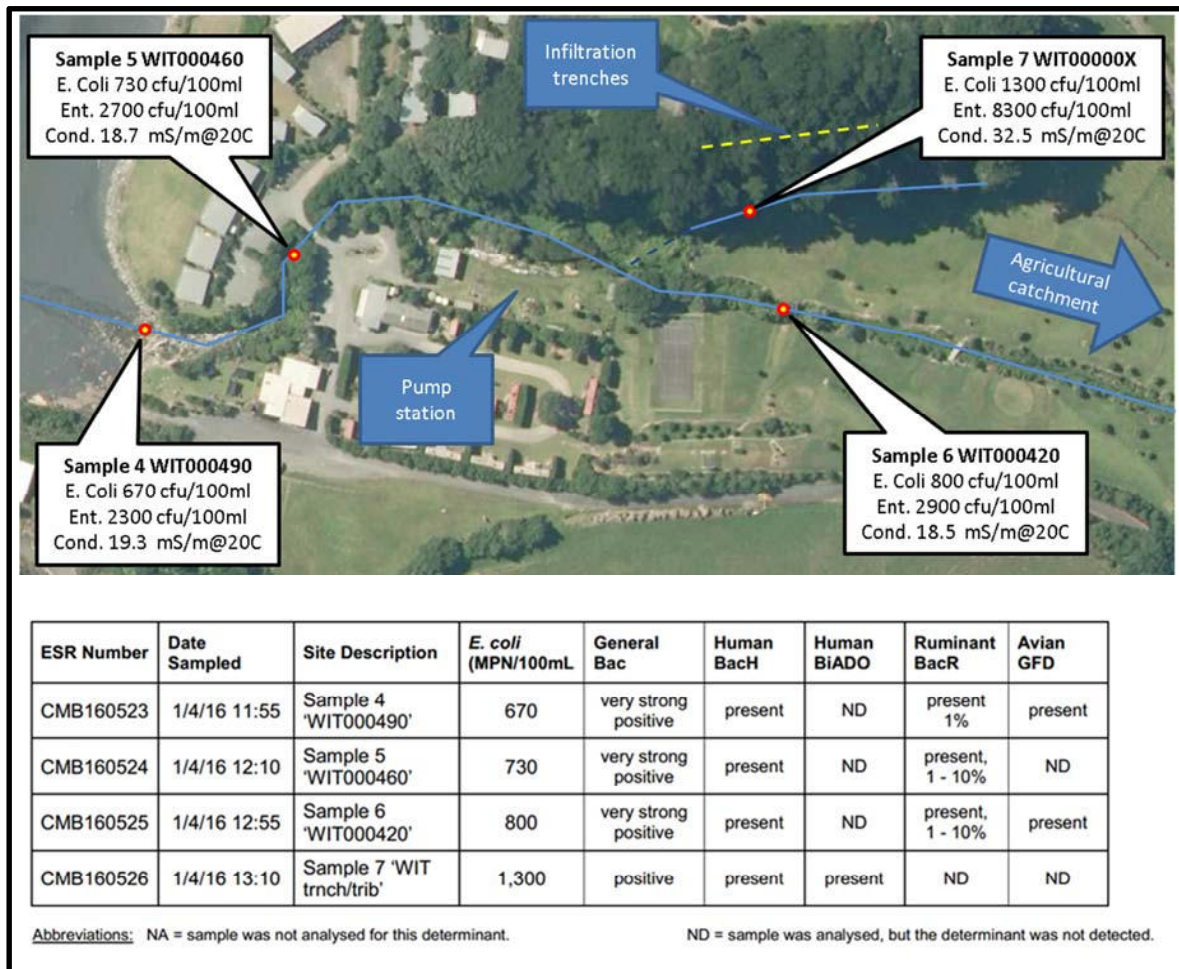 Sample 5 WIT000460
E. Coli 730 cfu/100ml
Ent. 2700 cfu/100ml
Cond. 18.7 mS/m@20C
Infiltration
trenches
Sample 7 WIT00000X
E. Coli 1300 cfu/100ml
Ent. 8300 cfu/100ml
Cond. 32.5 mS/m@20C
Agricultural
catchment
Pump
station
Sample 4 WIT000490
E. Coli 670 cfu/100ml
Ent. 2300 cfu/100ml
Cond. 19.3 mS/m@20C
Sample 6 WIT000420
E. Coli 800 cfu/100ml
Ent. 2900 cfu/100ml
Cond. 18.5 mS/m@20C
ESR Number Date Sampled Site Description E. coli (MPN/100mL General Bac Human BacH Human BiADO Ruminant BacR Avian GFD
CMB160523 1/4/16 11:55 Sample 4 'WIT000490' 670 very strong positive present ND present 1% present
CMB160524 1/4/16 12:10 Sample 5 'WIT000460' 730 very strong positive present ND present, 1 - 10% ND
CMB160525 1/4/16 12:55 Sample 6 'WIT000420' 800 very strong positive present ND present, 1 - 10% present
CMB160526 1/4/16 13:10 Sample 7 'WIT trnch/trib' 1,300 positive present present ND ND
Abbreviations: NA = sample was not analysed for this determinant. ND = sample was analysed, but the determinant was not detected.